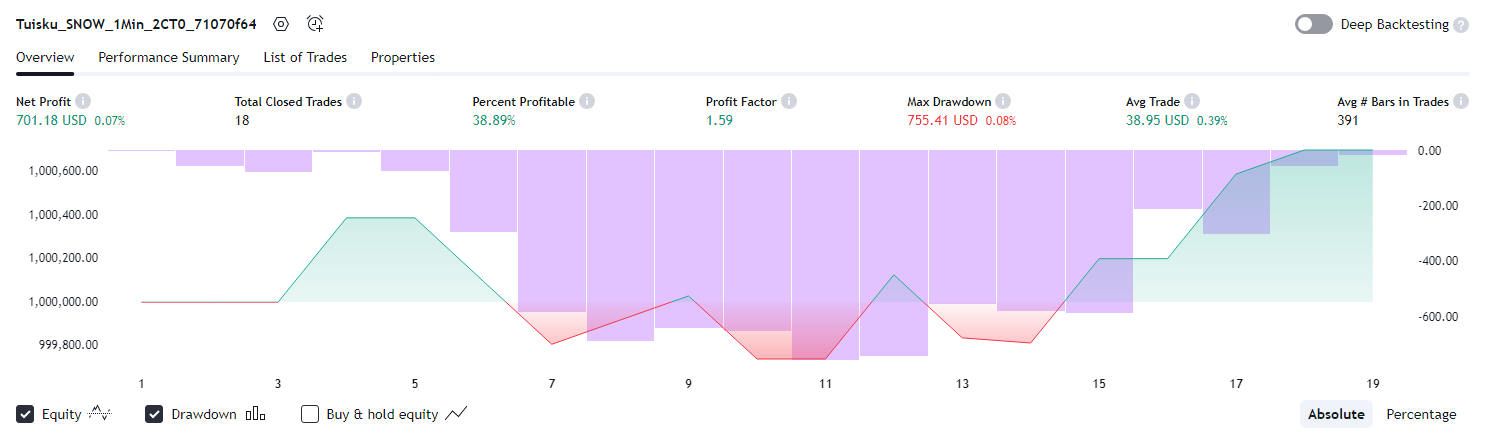 Tuisku_SNOW_1Min_2CT0_71070f64 Deep Backtesting ?
Overview Performance Summary List of Trades Properties
Net Profit i Total Closed Trades i Percent Profitable i Profit Factor i Max Drawdown i Avg Trade i Avg # Bars in Trades i
701.18 USD 0.07% 18 38.89% 1.59 755.41 USD 0.08% 38.95 USD 0.39% 391
0.00
1,000,600.00
-200.00
1,000,400.00
1,000,200.00 -400.00
1,000,000.00
-600.00
999,800.00
1 3 5 7 9 11 13 15 17 19
Equity Drawdown Buy & hold equity Absolute Percentage